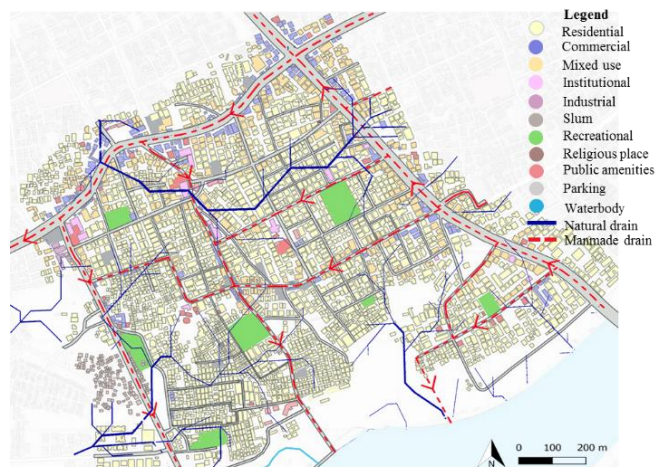 Legend
Residential
Commercial
Mixed use
Institutional
Industrial
Slum
Recreational
Religious place
Public amenities
Parking
Waterbody
Natural drain
Manmade drain
N
0 100 200 m